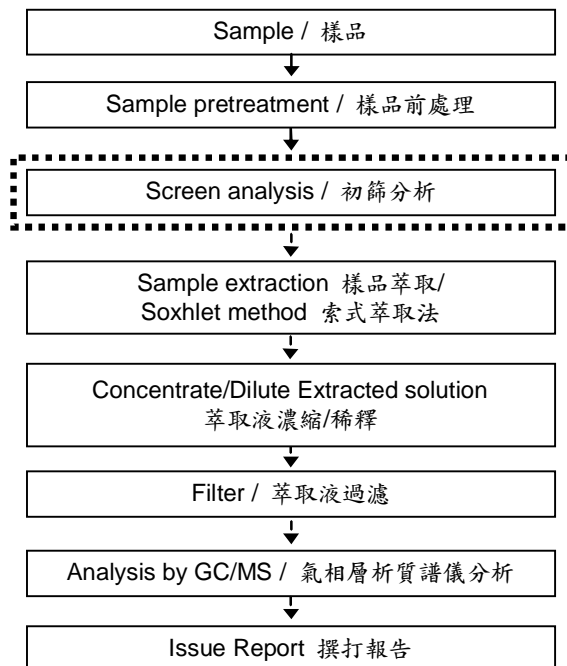 Sample / 樣品
Sample pretreatment / 樣品前處理
Screen analysis / 初篩分析
Sample extraction 樣品萃取/
Soxhlet method 索式萃取法
Concentrate/Dilute Extracted solution
萃取液濃縮/稀釋
Filter / 萃取液過濾
Analysis by GC/MS / 氣相層析質譜儀分析
Issue Report 撰打報告